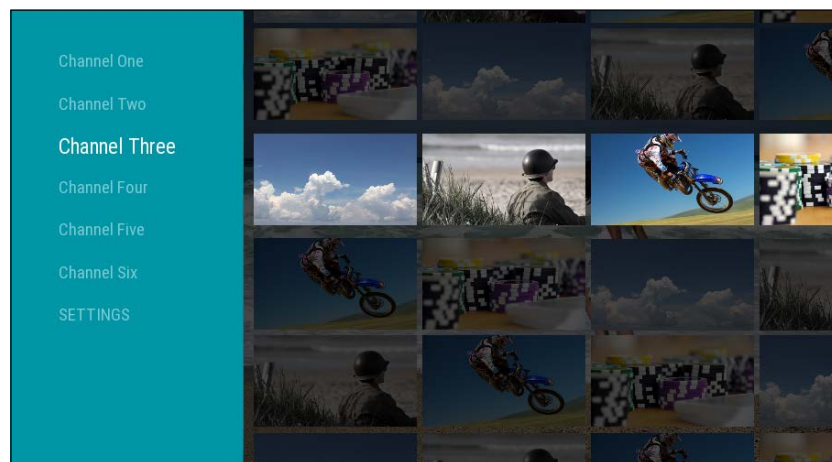 Channel One
Channel Two
Channel Three
Channel Four
Channel Five
Channel Six
SETTINGS